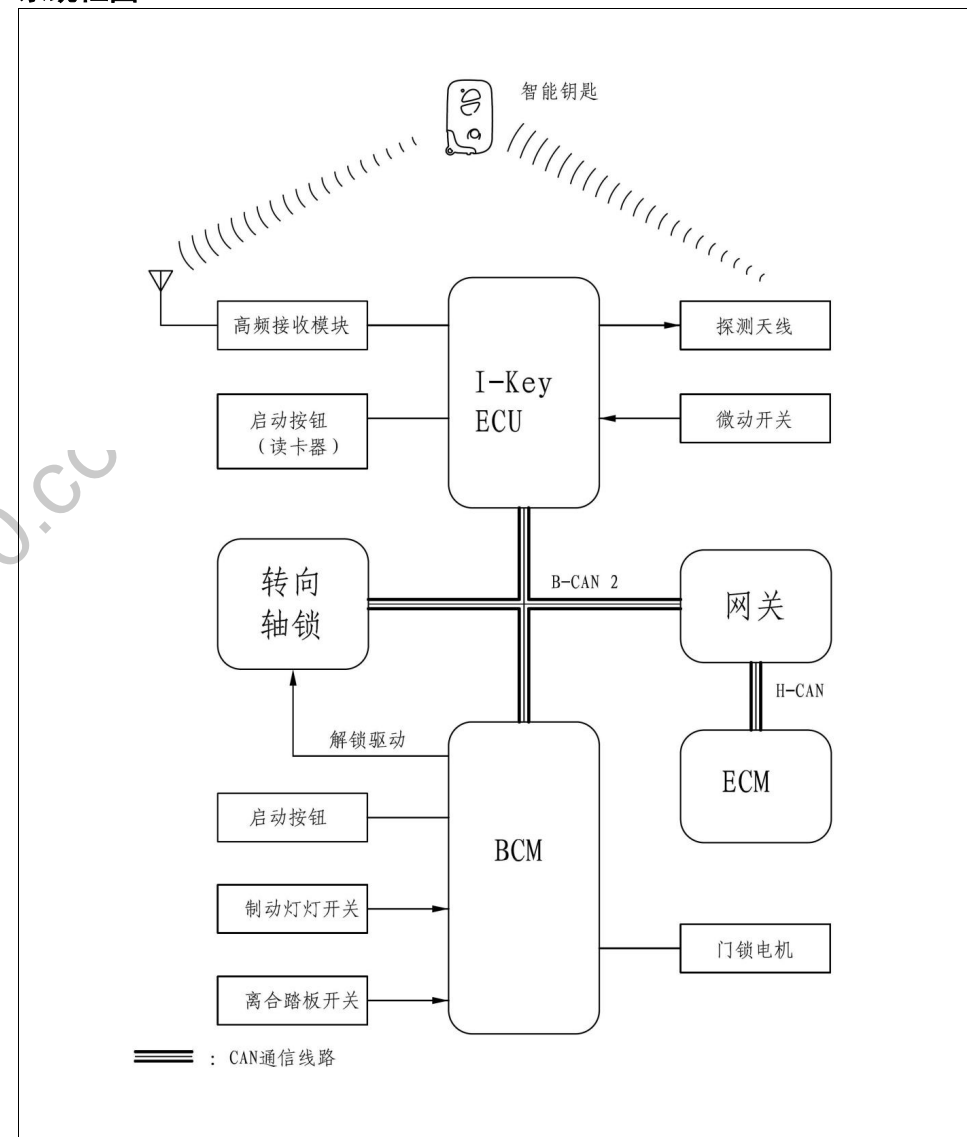 智能钥匙
高频接收模块
I-Key
ECU
探测天线
启动按钮
（读卡器）
微动开关
转向
轴锁
B-CAN 2
网关
H-CAN
解锁驱动
ECM
启动按钮
BCM
制动灯灯开关
门锁电机
离合踏板开关
：CAN通信线路